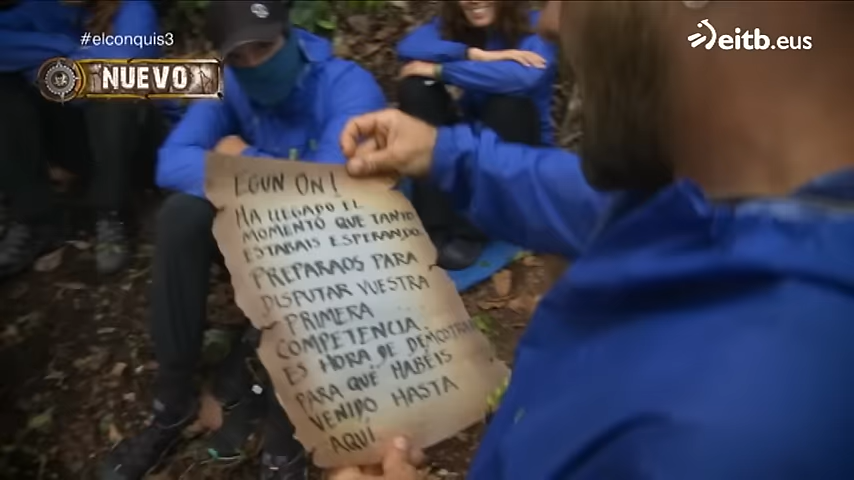 #elconquis3
eitb.eus
NUEVO
EGUN ON!
HA LLEGADO EL
MOMENTO QUE TANTO
ESTABAIS ESPERANDO.
PREPARAOS PARA
DISPUTAR VUESTRA
PRIMERA
COMPETENCIA...
ES HORA DE DEMOSTRAR
PARA QUÉ HABÉIS
VENIDO HASTA
AQUÍ